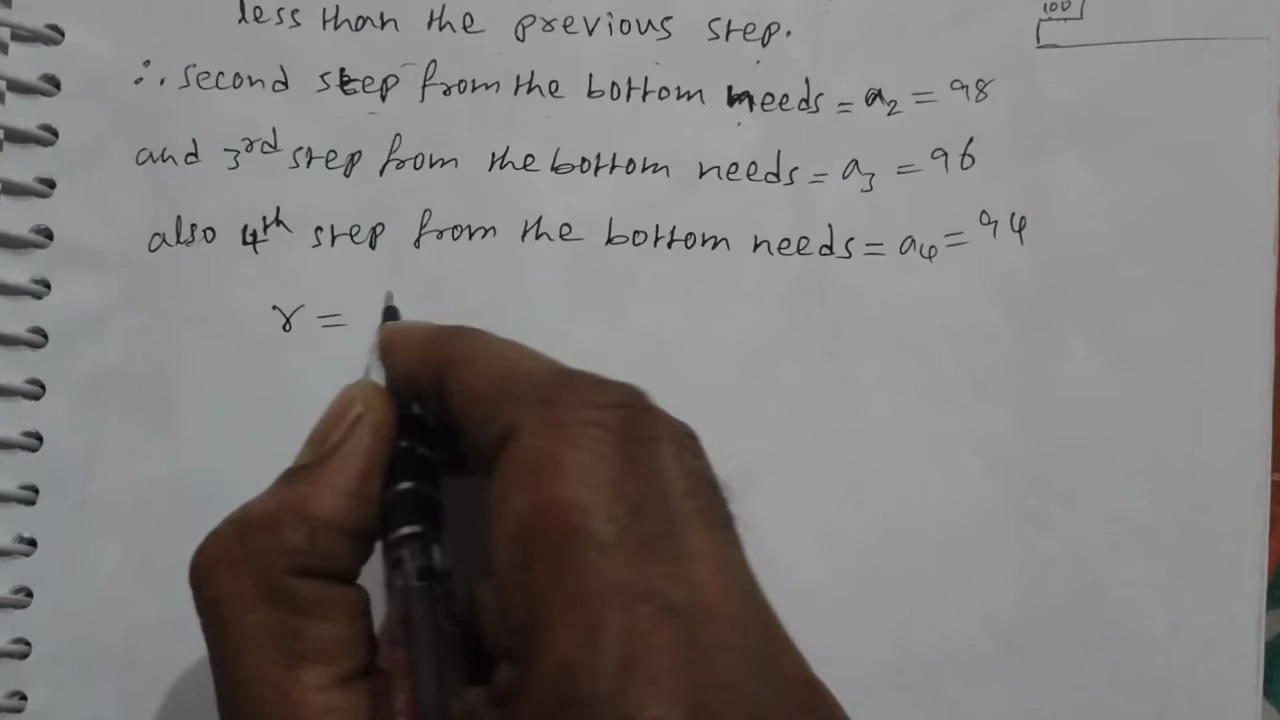 100
less than the previous step.
∴ second step from the bottom needs = a₂ = 98
and 3rd step from the bottom needs = a₃ = 96
also 4th step from the bottom needs = a₄ = 94
r =